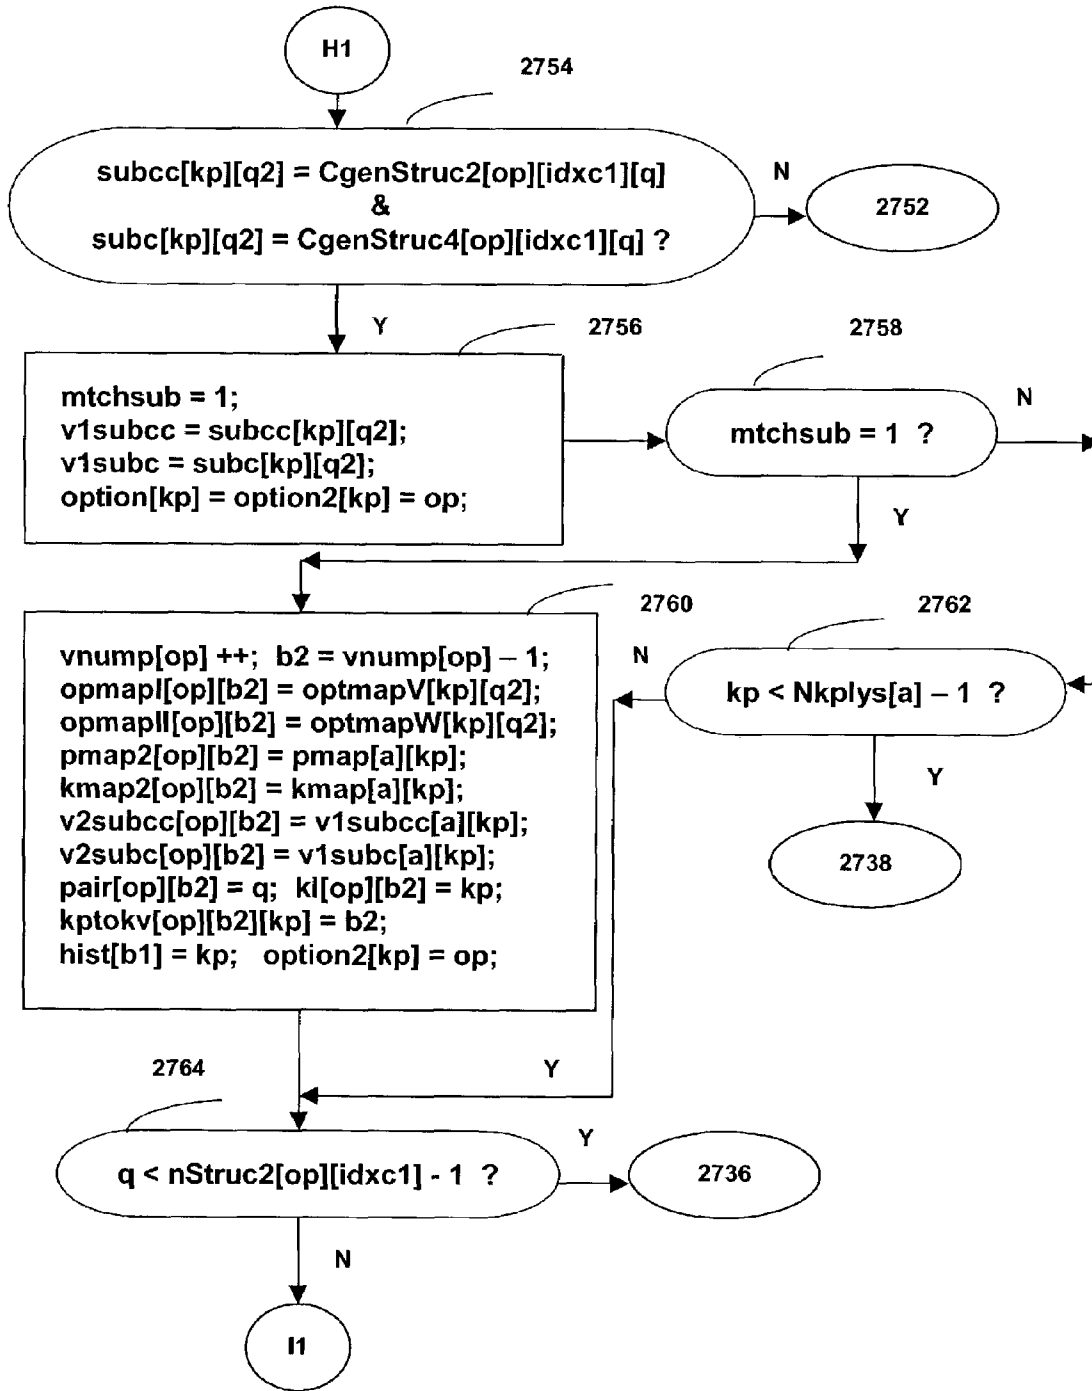 H1
2754
subcc[kp][q2] = CgenStruc2[op][idxc1][q]
&
subc[kp][q2] = CgenStruc4[op][idxc1][q] ?
N
2752
Y
2756
2758
mtchsub = 1;
v1subcc = subcc[kp][q2];
v1subc = subc[kp][q2];
option[kp] = option2[kp] = op;
mtchsub = 1 ?
N
Y
2760
2762
vnump[op] ++; b2 = vnump[op] – 1;
opmapI[op][b2] = optmapV[kp][q2];
opmapII[op][b2] = optmapW[kp][q2];
pmap2[op][b2] = pmap[a][kp];
kmap2[op][b2] = kmap[a][kp];
v2subcc[op][b2] = v1subcc[a][kp];
v2subc[op][b2] = v1subc[a][kp];
pair[op][b2] = q; kl[op][b2] = kp;
kptokv[op][b2][kp] = b2;
hist[b1] = kp; option2[kp] = op;
N
kp < Nkplys[a] – 1 ?
Y
2738
2764
Y
q < nStruc2[op][idxc1] - 1 ?
Y
2736
N
I1